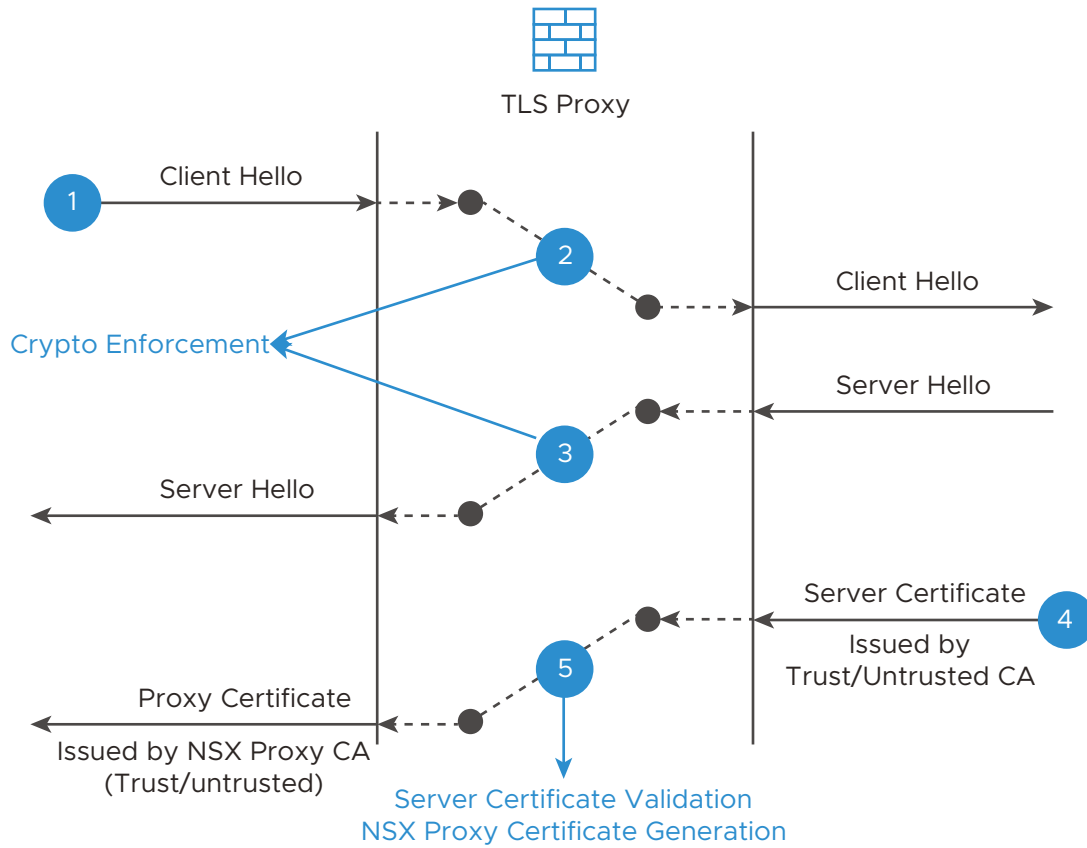 TLS Proxy
Client Hello
1
2
Client Hello
Crypto Enforcement
Server Hello
3
Server Hello
Server Certificate
4
Issued by
Trust/Untrusted CA
5
Proxy Certificate
Issued by NSX Proxy CA
(Trust/untrusted)
Server Certificate Validation
NSX Proxy Certificate Generation